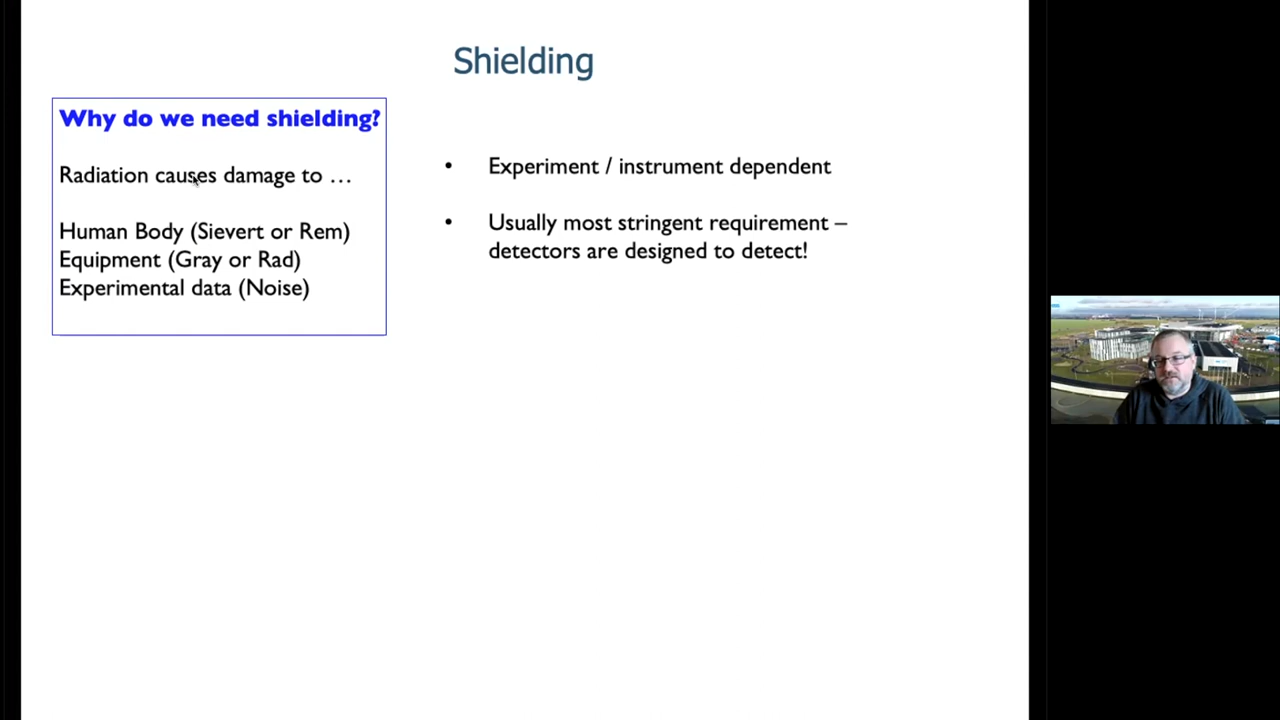 Shielding
Why do we need shielding?
Radiation causes damage to …
Human Body (Sievert or Rem)
Equipment (Gray or Rad)
Experimental data (Noise)
• Experiment / instrument dependent
• Usually most stringent requirement –
detectors are designed to detect!